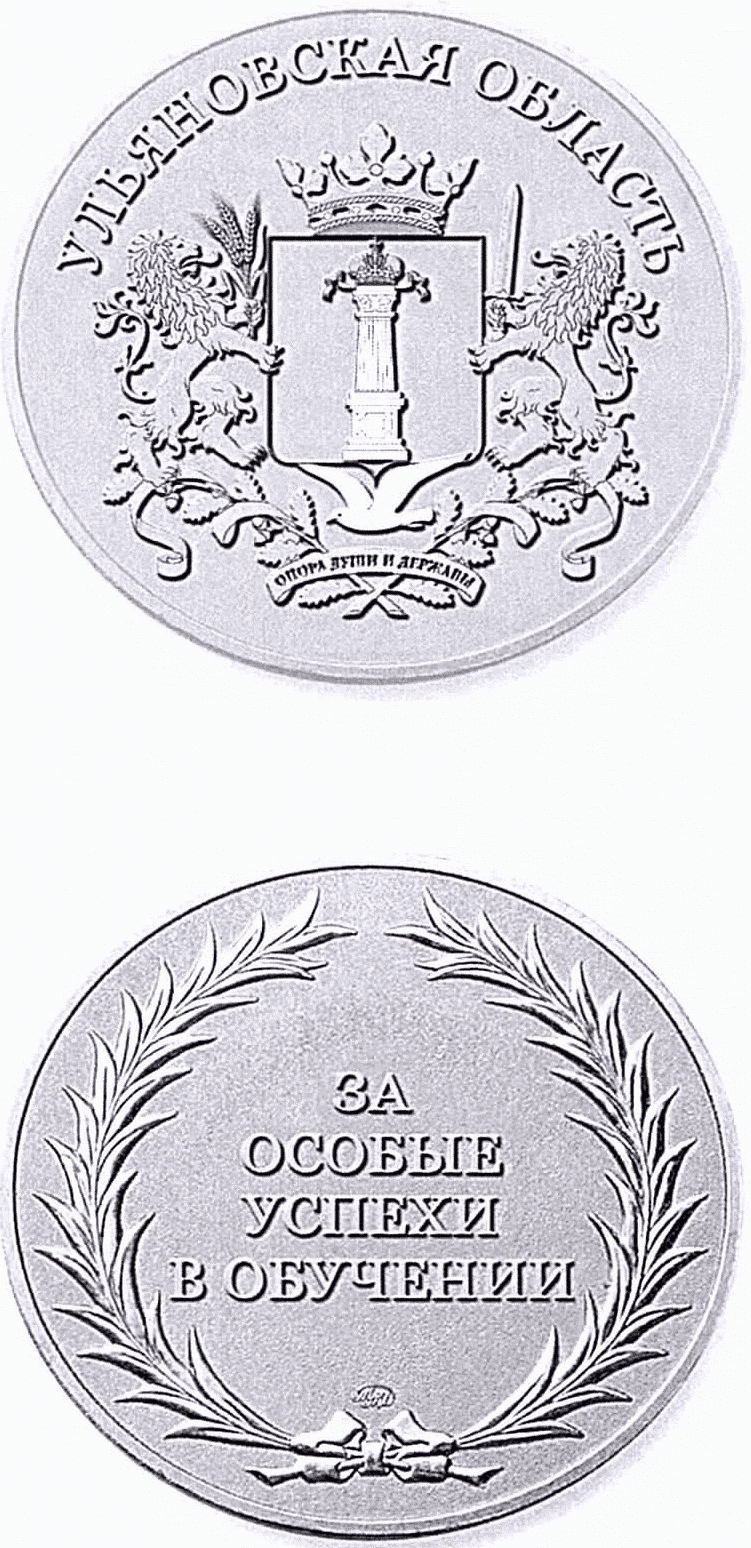 УЛЬЯНОВСКАЯ ОБЛАСТЬ
ОПОРА ДУШИ И ДЕРЖАВЫ
ЗА
ОСОБЫЕ
УСПЕХИ
В ОБУЧЕНИИ